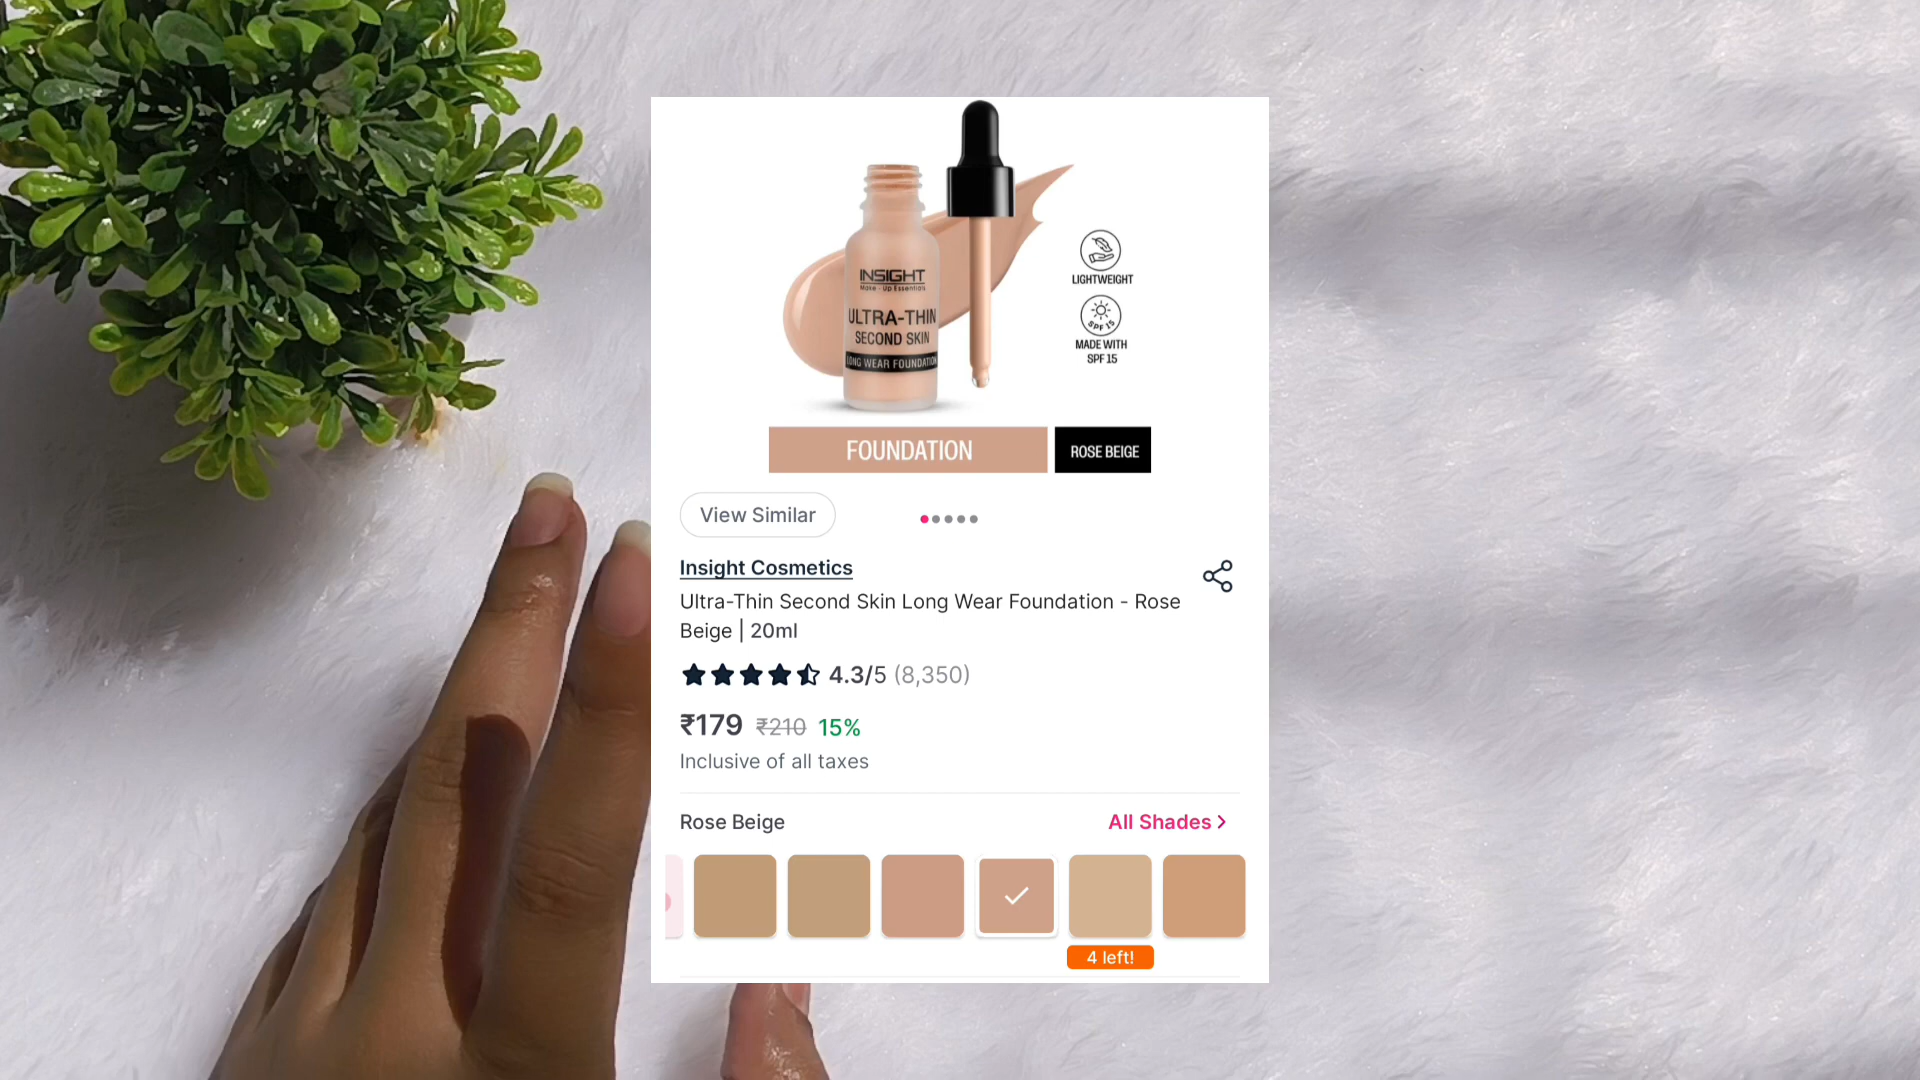 INSIGHT
Make-Up Essentials
ULTRA-THIN
SECOND SKIN
LONG WEAR FOUNDATION
LIGHTWEIGHT
SPF 15
MADE WITH
SPF 15
FOUNDATION
ROSE BEIGE
View Similar
Insight Cosmetics
Ultra-Thin Second Skin Long Wear Foundation - Rose
Beige | 20ml
4.3/5 (8,350)
₹179 ₹210 15%
Inclusive of all taxes
Rose Beige
All Shades >
4 left!